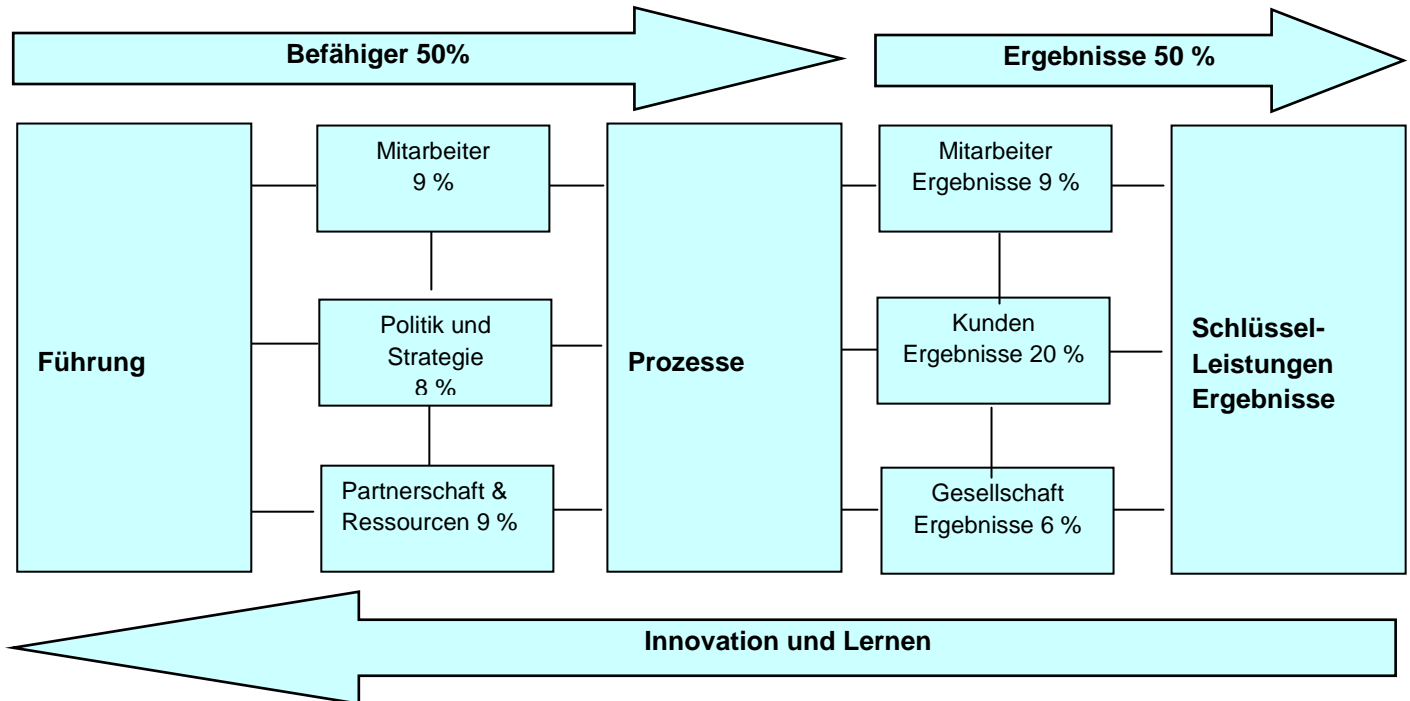 Befähiger 50%
Ergebnisse 50 %
Führung
Mitarbeiter
9 %
Politik und
Strategie
8 %
Partnerschaft &
Ressourcen 9 %
Prozesse
Mitarbeiter
Ergebnisse 9 %
Kunden
Ergebnisse 20 %
Gesellschaft
Ergebnisse 6 %
Schlüssel-
Leistungen
Ergebnisse
Innovation und Lernen